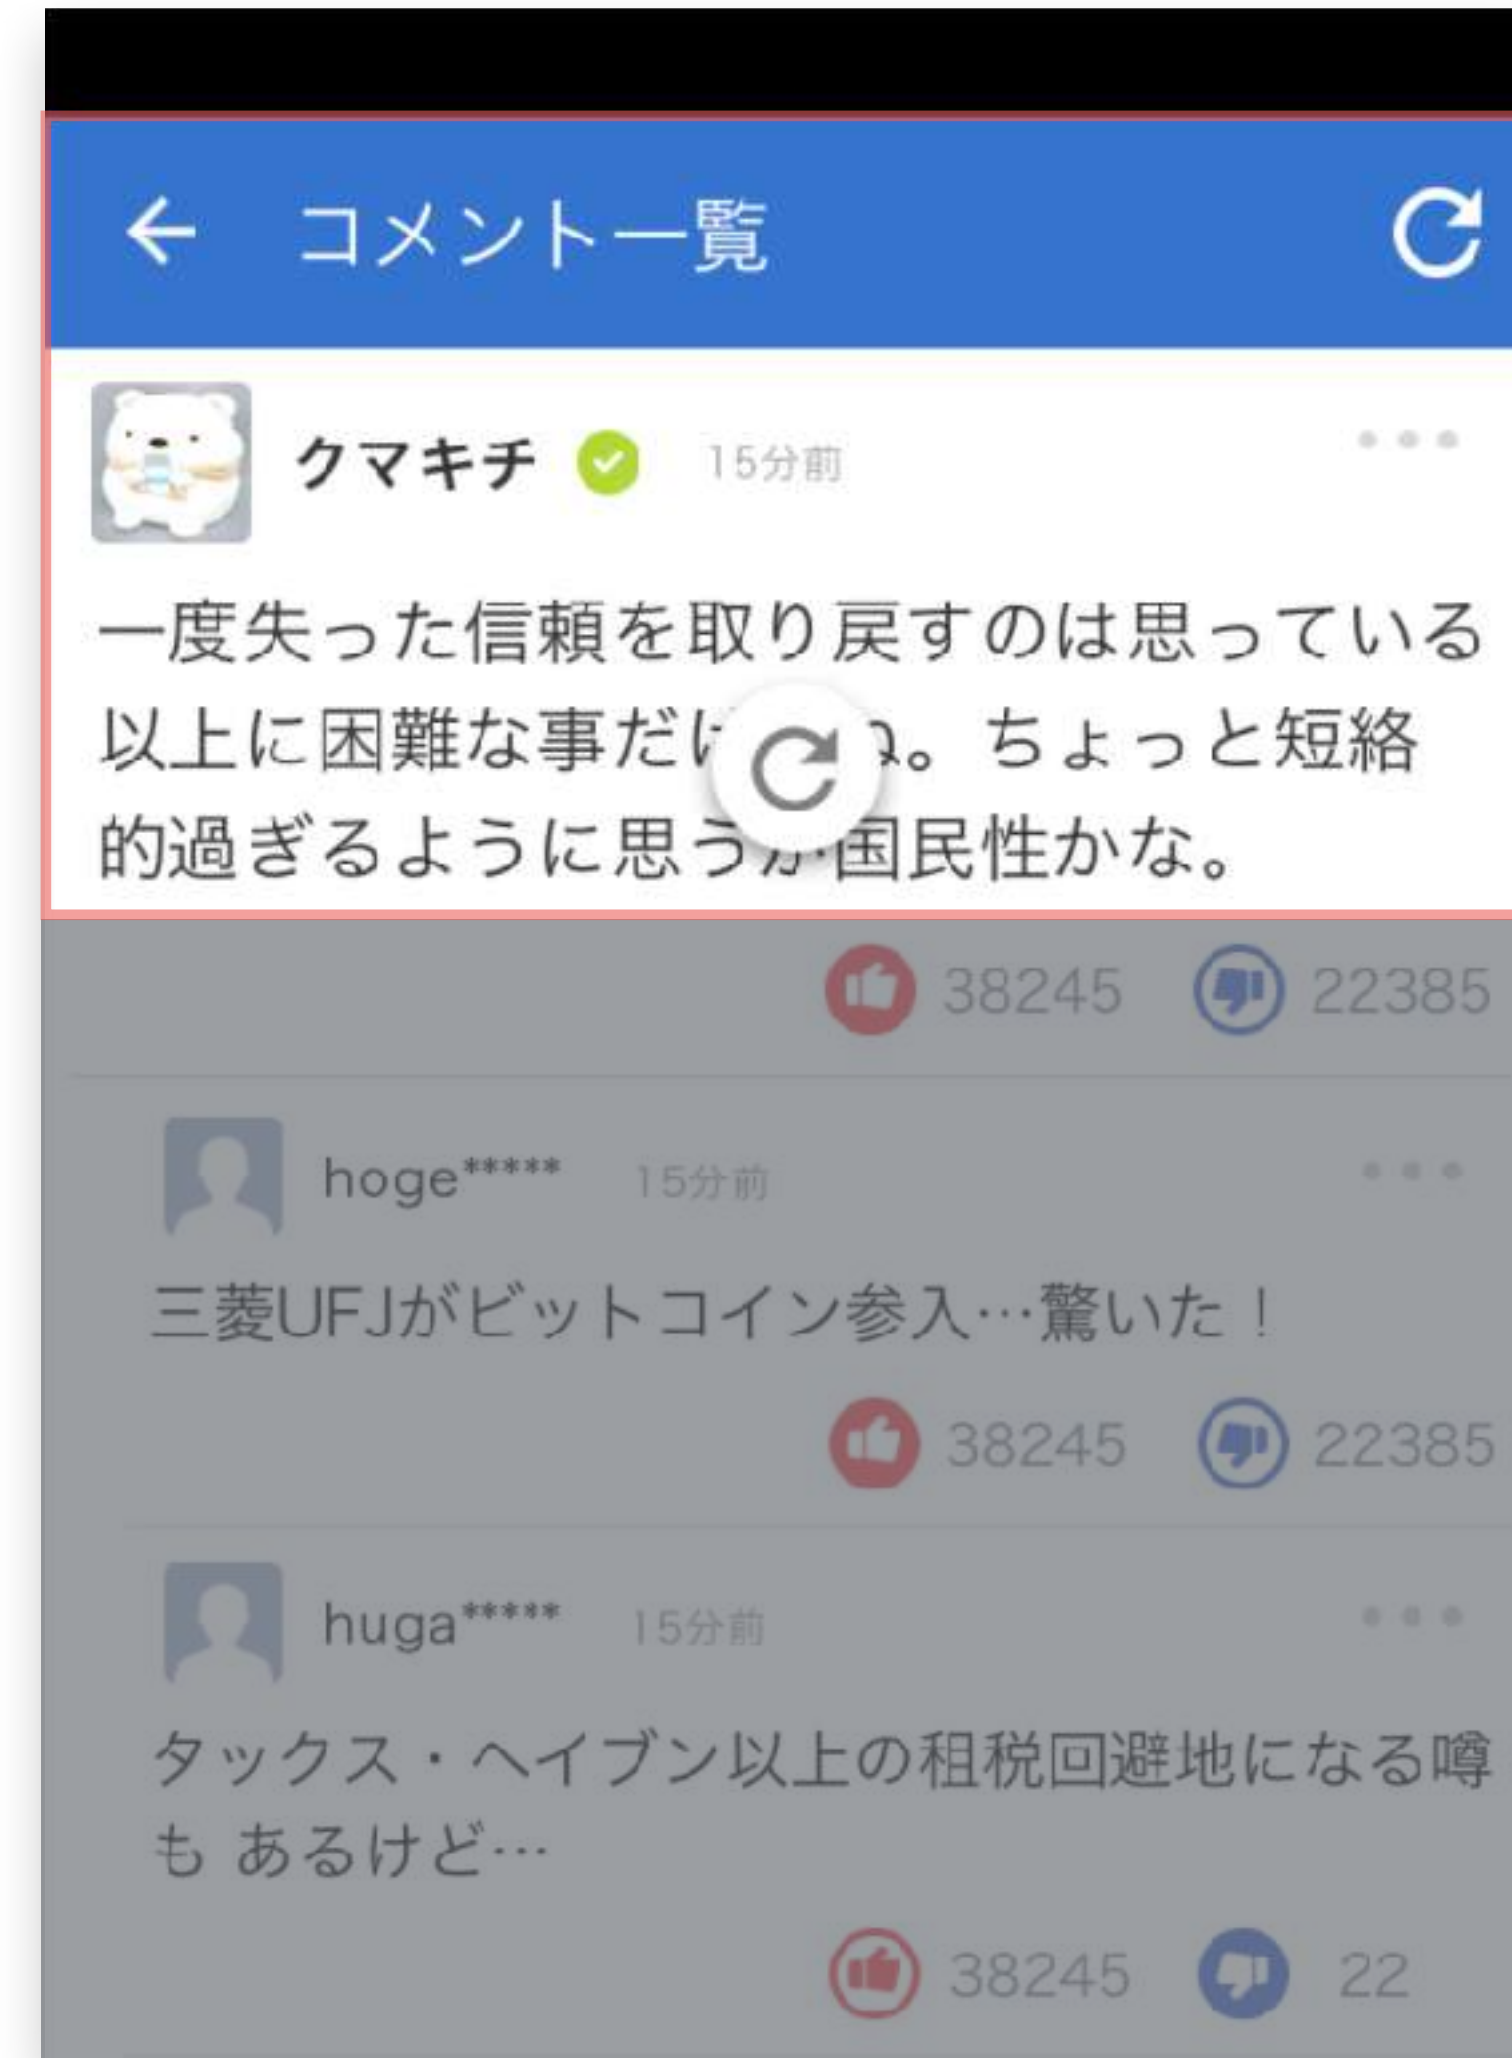 コメント一覧
クマキチ 15分前
一度失った信頼を取り戻すのは思っている
以上に困難な事だ ね。ちょっと短絡
的過ぎるように思うが国民性かな。
38245 22385
hoge***** 15分前
三菱UFJがビットコイン参入…驚いた！
38245 22385
huga***** 15分前
タックス・ヘイブン以上の租税回避地になる噂
も あるけど…
38245 22